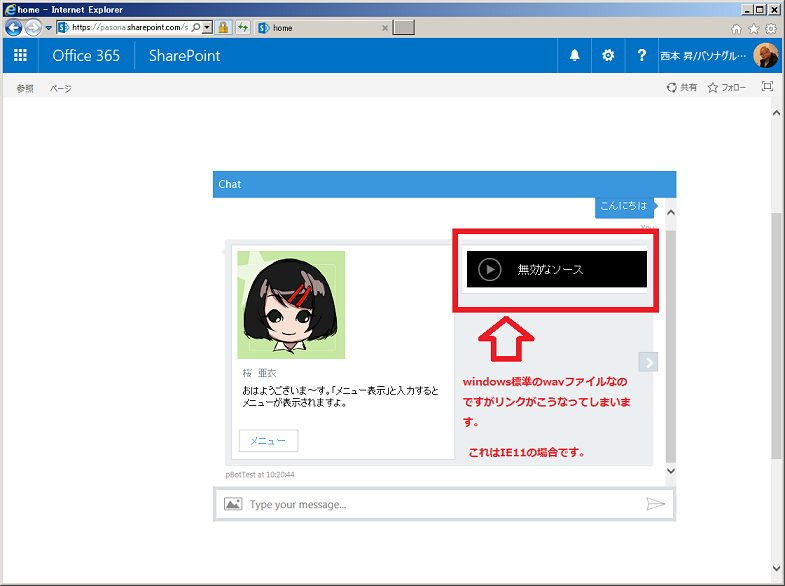 home - Internet Explorer
https://pasona.sharepoint.com/s
home
Office 365
SharePoint
?
西本 昇/パソナグル…
参照
ページ
共有
フォロー
Chat
こんにちは
You
無効なソース
桜 亜衣
おはようございま～す。「メニュー表示」と入力すると
メニューが表示されますよ。
メニュー
windows標準のwavファイルなの
ですがリンクがこうなってしまいま
す。
これはIE11の場合です。
pBotTest at 10:20:44
Type your message...